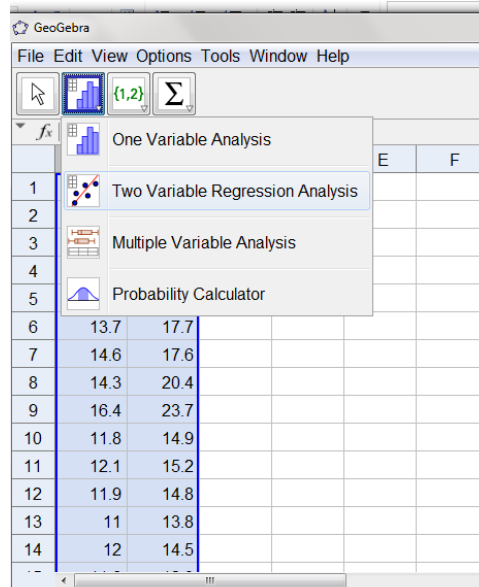 GeoGebra
File Edit View Options Tools Window Help
{1,2} Σ
fx
One Variable Analysis
E F
1
Two Variable Regression Analysis
2
3 Multiple Variable Analysis
4
5 Probability Calculator
6 13.7 17.7
7 14.6 17.6
8 14.3 20.4
9 16.4 23.7
10 11.8 14.9
11 12.1 15.2
12 11.9 14.8
13 11 13.8
14 12 14.5